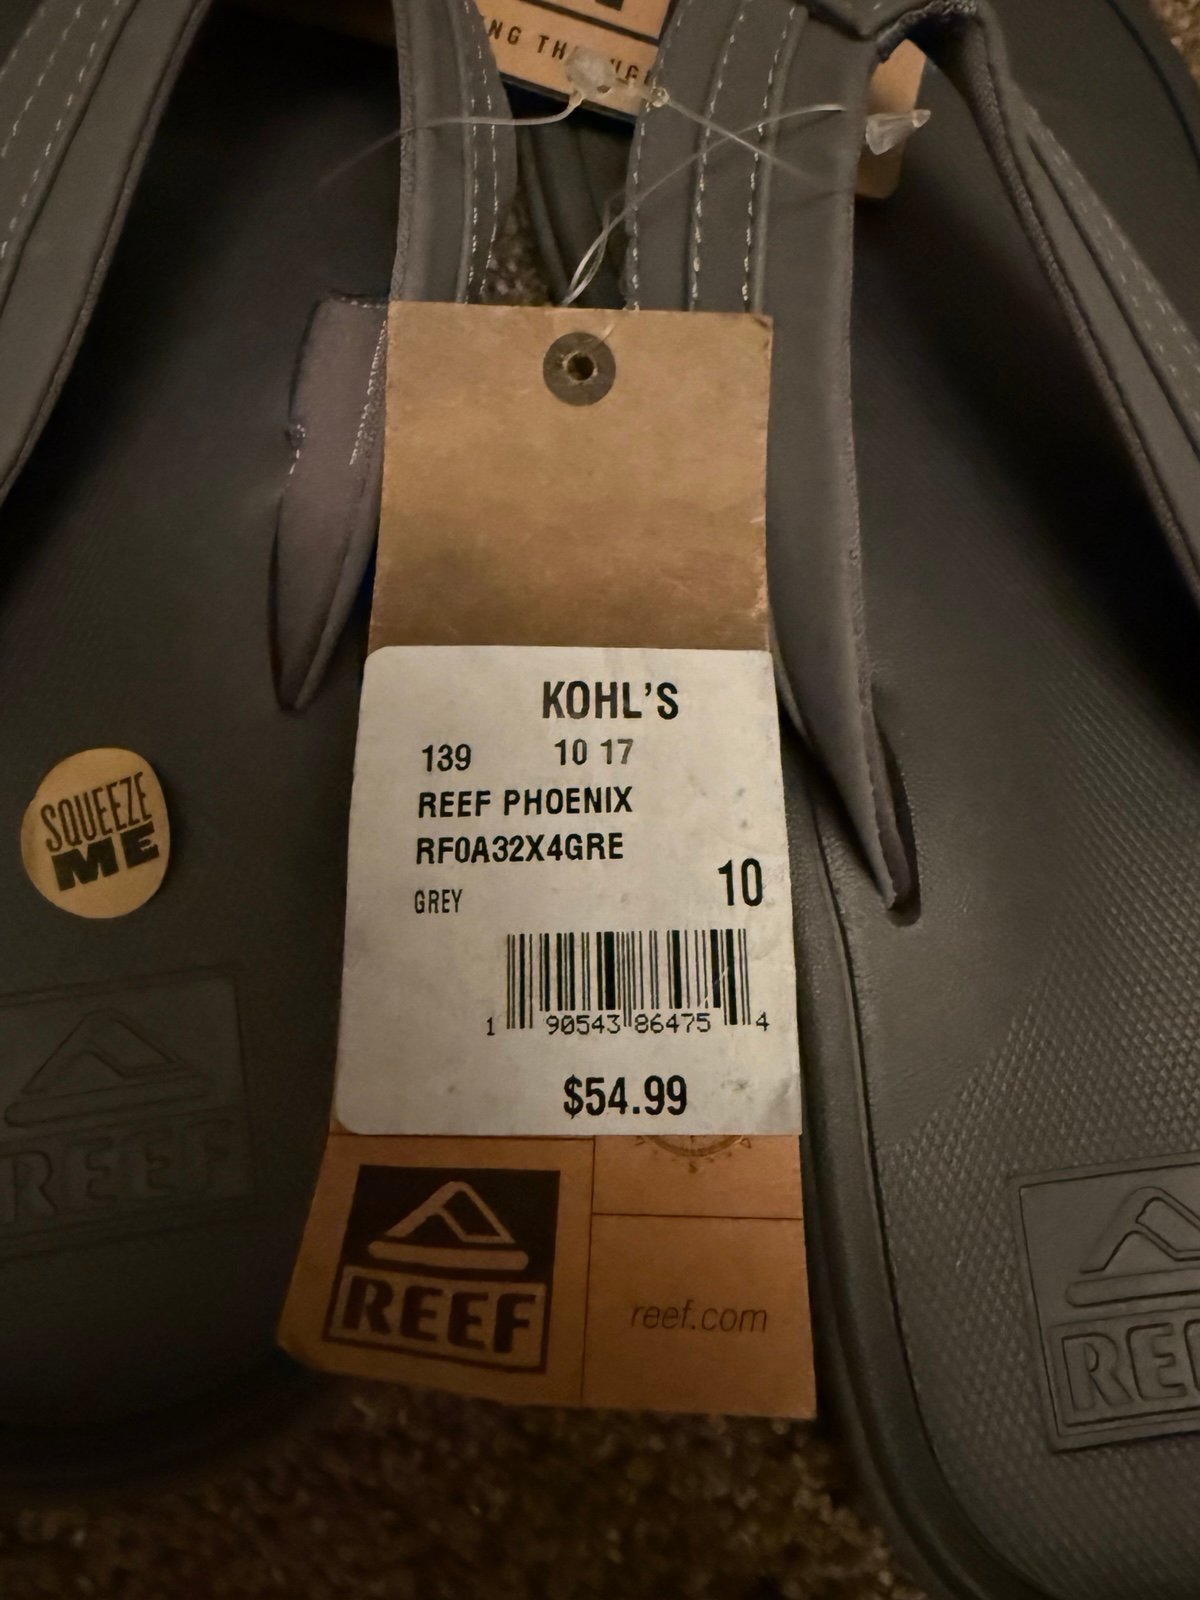 KOHL'S
139 10 17
REEF PHOENIX
RF0A32X4GRE
GREY 10
1 90543 86475 4
$54.99
REEF
reef.com
SQUEEZE
ME
REEF